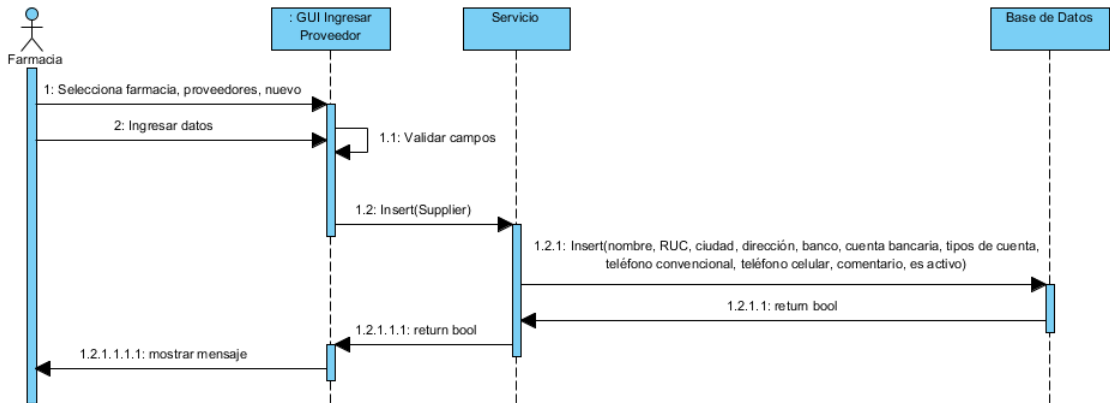 : GUI Ingresar
Proveedor
Servicio
Base de Datos
Farmacia
1: Selecciona farmacia, proveedores, nuevo
2: Ingresar datos
1.1: Validar campos
1.2: Insert(Supplier)
1.2.1: Insert(nombre, RUC, ciudad, dirección, banco, cuenta bancaria, tipos de cuenta,
teléfono convencional, teléfono celular, comentario, es activo)
1.2.1.1: return bool
1.2.1.1.1: return bool
1.2.1.1.1.1: mostrar mensaje